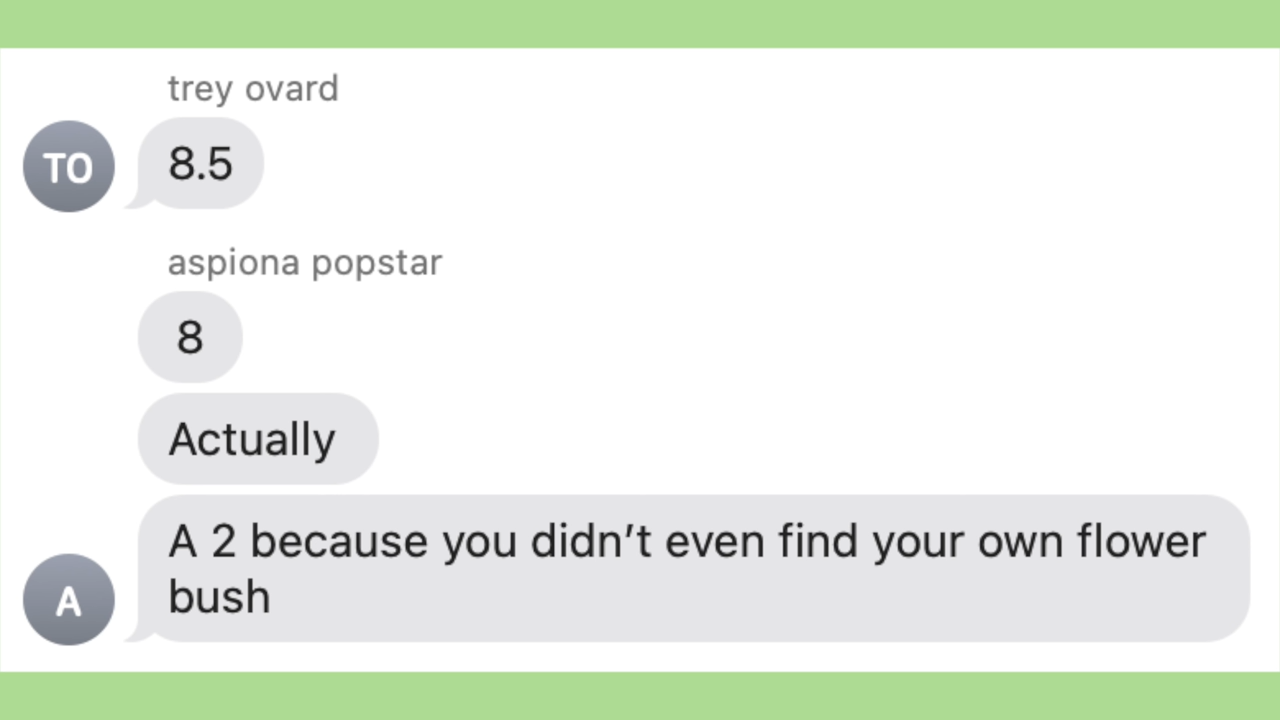 trey ovard
TO
8.5
aspiona popstar
8
Actually
A 2 because you didn’t even find your own flower
bush
A